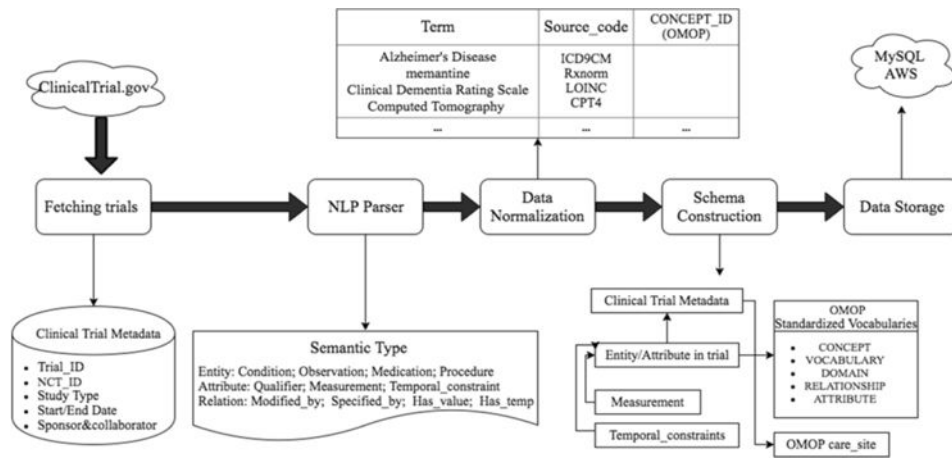 ClinicalTrial.gov
Term Source_code CONCEPT_ID
(OMOP)
Alzheimer's Disease ICD9CM
memantine Rxnorm
Clinical Dementia Rating Scale LOINC
Computed Tomography CPT4
... ... ...
MySQL
AWS
Fetching trials
NLP Parser
Data
Normalization
Schema
Construction
Data Storage
Clinical Trial Metadata
• Trial_ID
• NCT_ID
• Study Type
• Start/End Date
• Sponsor&collaborator
Semantic Type
Entity: Condition; Observation; Medication; Procedure
Attribute: Qualifier; Measurement; Temporal_constraint
Relation: Modified_by; Specified_by; Has_value; Has_temp
Clinical Trial Metadata
Entity/Attribute in trial
Measurement
Temporal_constraints
OMOP
Standardized Vocabularies
• CONCEPT
• VOCABULARY
• DOMAIN
• RELATIONSHIP
• ATTRIBUTE
OMOP care_site